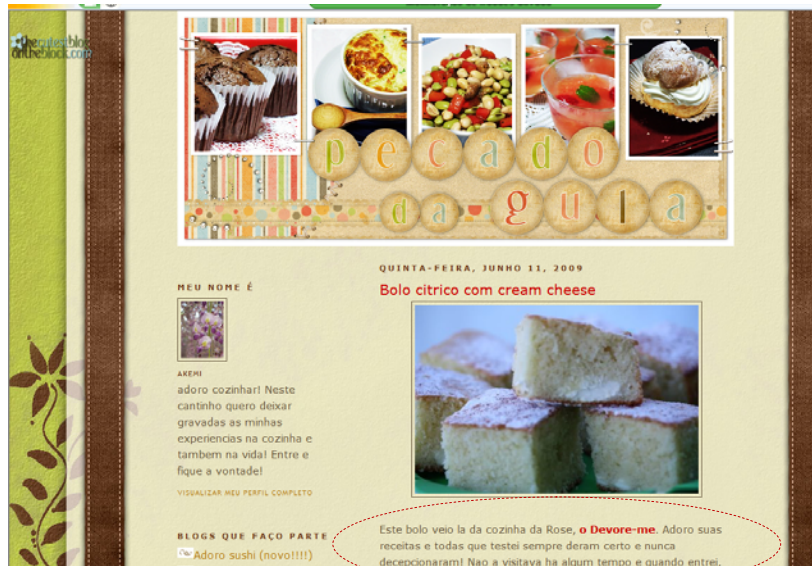 thecutestblog
ontheblock.com
pecado
da gula
QUINTA-FEIRA, JUNHO 11, 2009
Bolo citrico com cream cheese
MEU NOME É
AKEMI
adoro cozinhar! Neste
cantinho quero deixar
gravadas as minhas
experiencias na cozinha e
tambem na vida! Entre e
fique a vontade!
VISUALIZAR MEU PERFIL COMPLETO
BLOGS QUE FAÇO PARTE
Adoro sushi (novo!!!!)
Este bolo veio la da cozinha da Rose, o Devore-me. Adoro suas
receitas e todas que testei sempre deram certo e nunca
decepcionaram! Nao a visitava ha algum tempo e quando entrei,